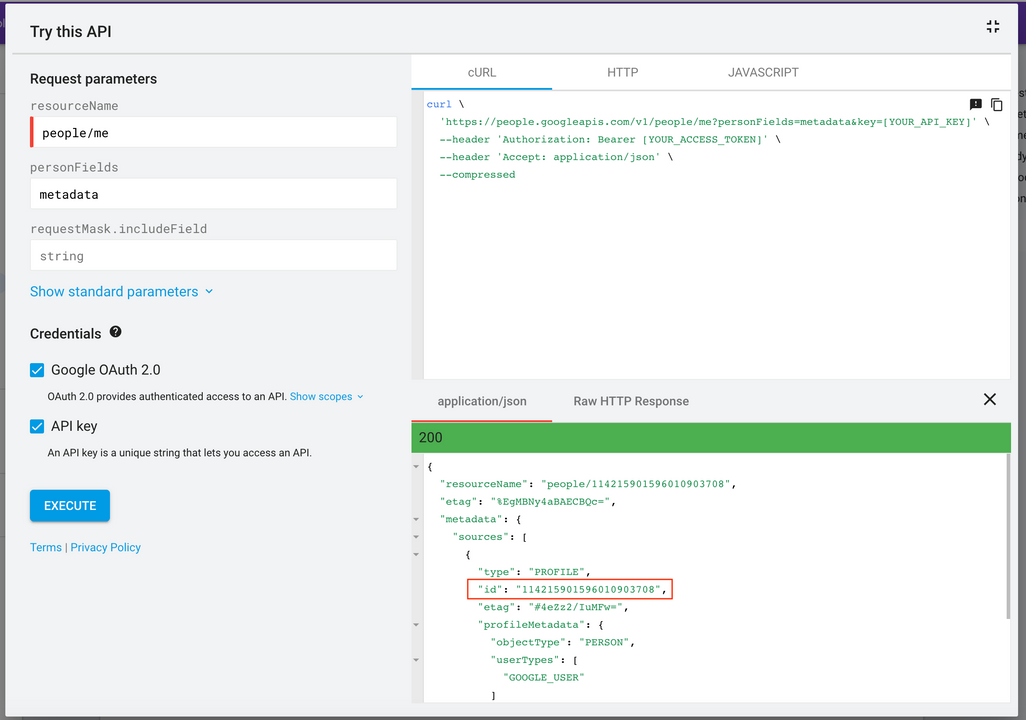 Try this API
Request parameters
resourceName
people/me
personFields
metadata
requestMask.includeField
string
Show standard parameters
Credentials
Google OAuth 2.0
OAuth 2.0 provides authenticated access to an API. Show scopes
API key
An API key is a unique string that lets you access an API.
EXECUTE
Terms | Privacy Policy
cURL HTTP JAVASCRIPT
curl \
'https://people.googleapis.com/v1/people/me?personFields=metadata&key=[YOUR_API_KEY]' \
--header 'Authorization: Bearer [YOUR_ACCESS_TOKEN]' \
--header 'Accept: application/json' \
--compressed
application/json Raw HTTP Response
200
{
"resourceName": "people/114215901596010903708",
"etag": "%EgMBNy4aBAECBQc=",
"metadata": {
"sources": [
{
"type": "PROFILE",
"id": "114215901596010903708",
"etag": "#4eZz2/IuMFw=",
"profileMetadata": {
"objectType": "PERSON",
"userTypes": [
"GOOGLE_USER"
]